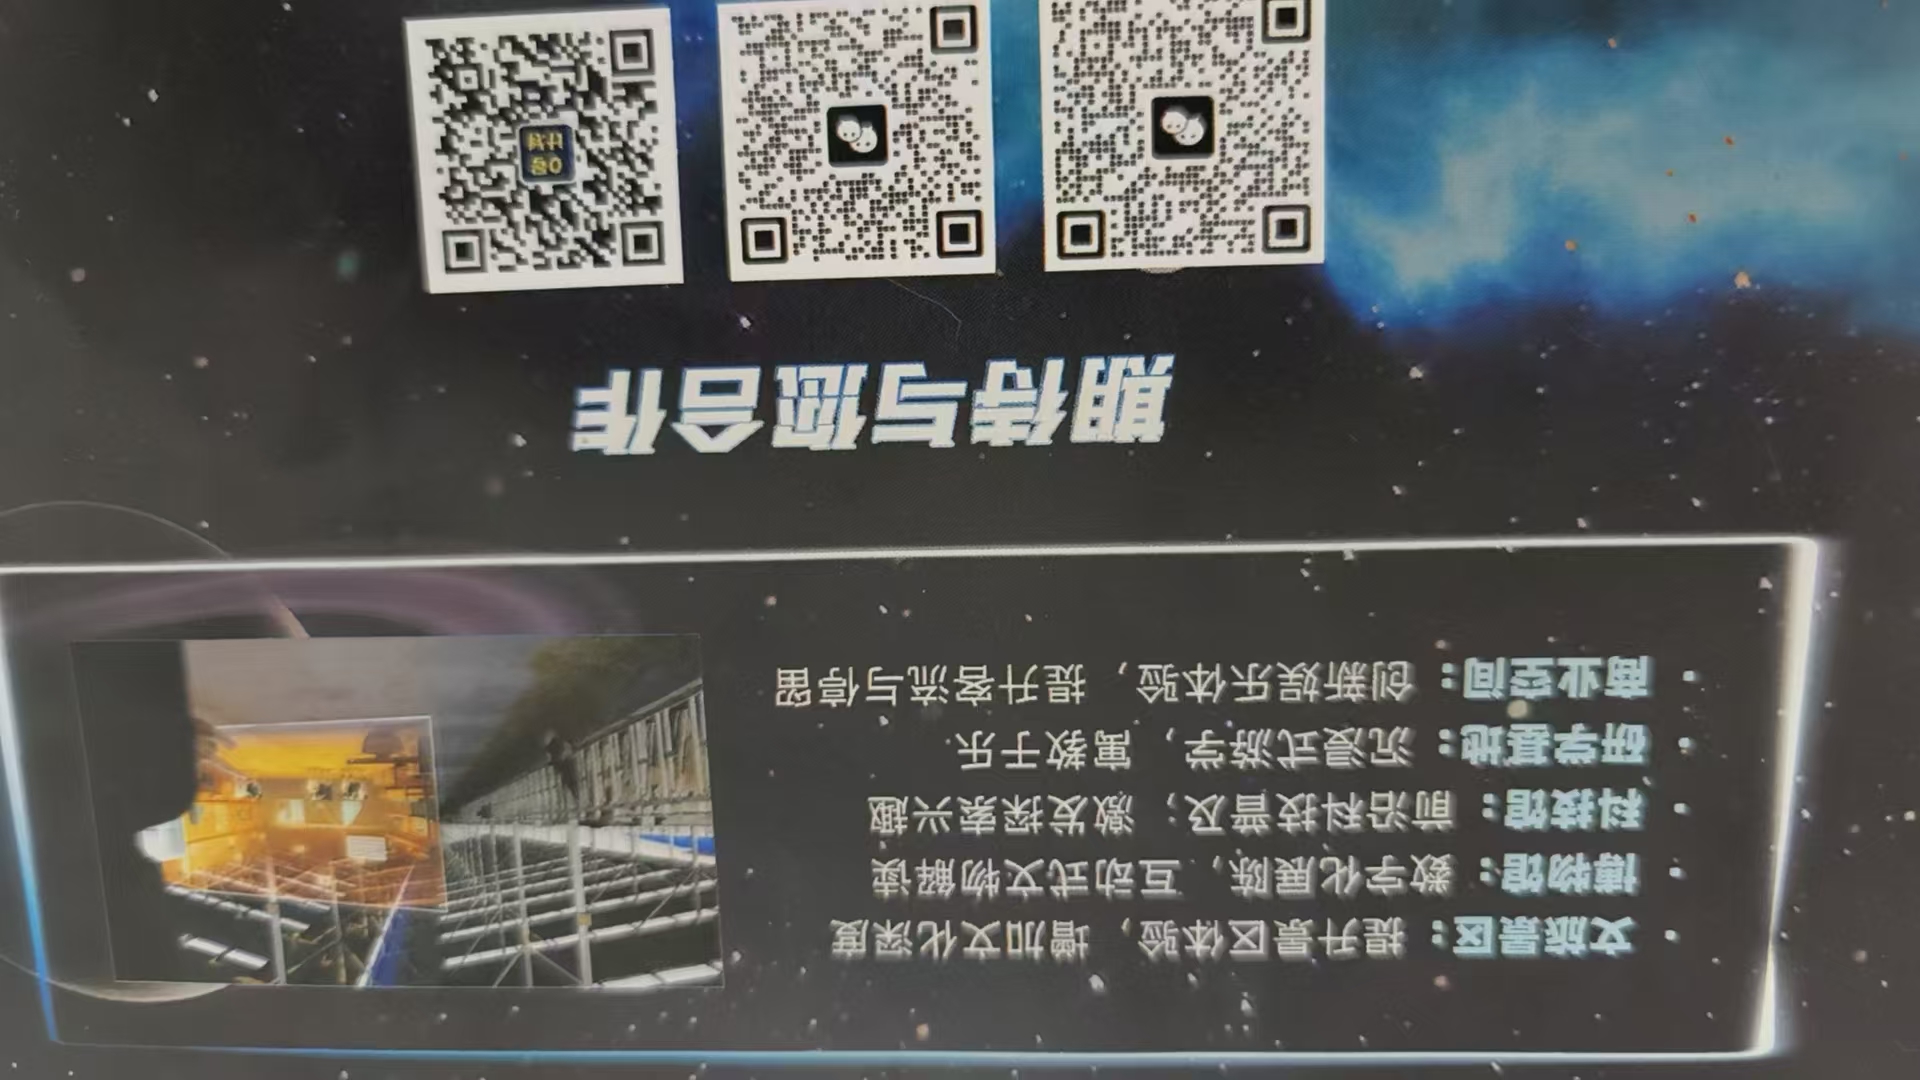 • 文旅景区：提升景区体验，增加文化深度
• 博物馆：数字化展陈，互动式文物解读
• 科技馆：前沿科技普及；激发探索兴趣
• 研学基地：沉浸式游学，寓教于乐.
• 商业空间：创新娱乐体验，提升客流与停留
期待与您合作